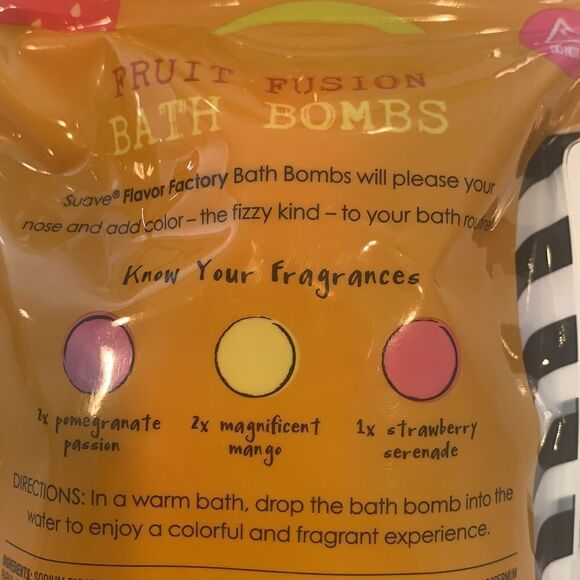 FRUIT FUSION
BATH BOMBS
Suave® Flavor Factory Bath Bombs will please your
nose and add color – the fizzy kind – to your bath routine
Know Your Fragrances
2x pomegranate
passion
2x magnificent
mango
1x strawberry
serenade
DIRECTIONS: In a warm bath, drop the bath bomb into the
water to enjoy a colorful and fragrant experience.
INGREDIENTS: SODIUM